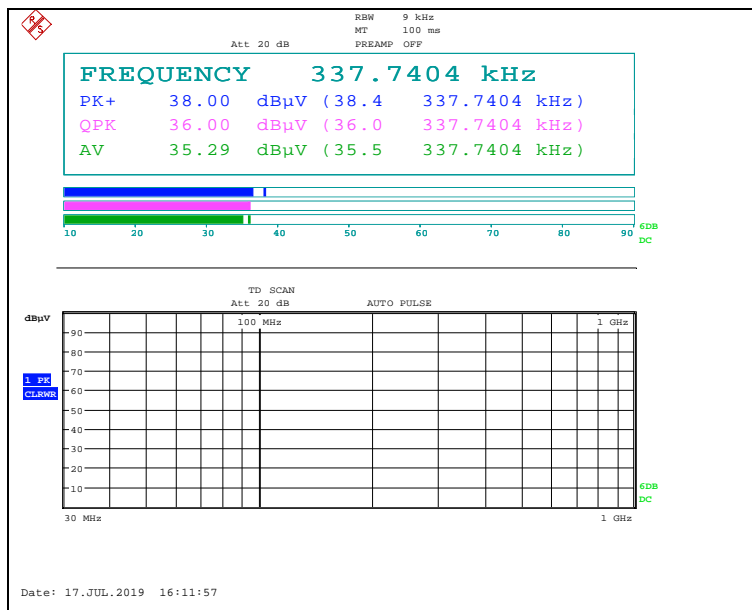 R S
RBW 9 kHz
MT 100 ms
Att 20 dB PREAMP OFF
FREQUENCY 337.7404 kHz
PK+ 38.00 dBµV (38.4 337.7404 kHz)
QPK 36.00 dBµV (36.0 337.7404 kHz)
AV 35.29 dBµV (35.5 337.7404 kHz)
10 20 30 40 50 60 70 80 90
6DB
DC
TD SCAN
Att 20 dB AUTO PULSE
dBµV
100 MHz 1 GHz
90
80
70
1 PK
CLRWR
60
50
40
30
20
10
6DB
DC
30 MHz 1 GHz
Date: 17.JUL.2019 16:11:57